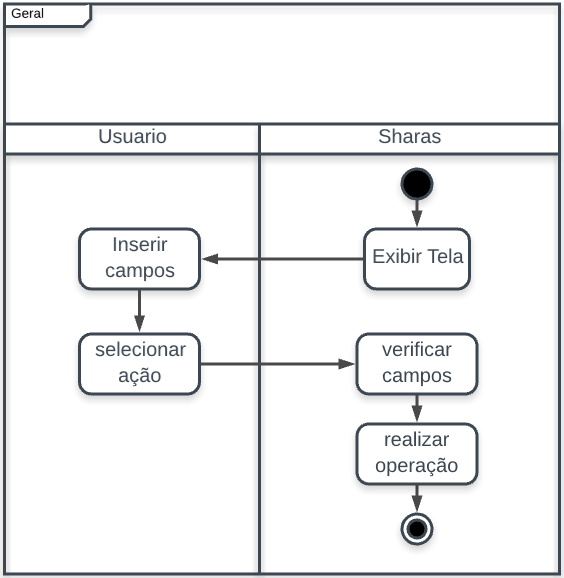 Geral
Usuario
Sharas
Inserir
campos
Exibir Tela
selecionar
ação
verificar
campos
realizar
operação